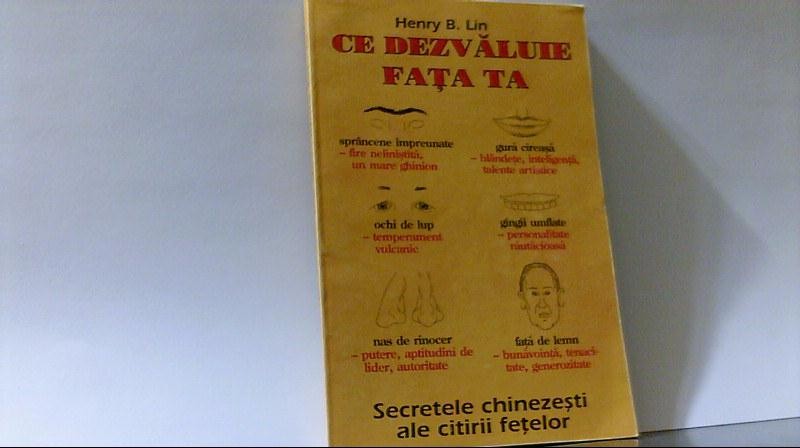 Henry B. Lin
CE DEZVĂLUIE
FAȚA TA
sprâncene împreunate
– fire neliniștită,
un mare ghinion
gură cireașă
– blândețe, inteligență,
talente artistice
ochi de lup
– temperament
vulcanic
gingii umflate
– personalitate
răutăcioasă
nas de rinocer
– putere, aptitudini de
lider, autoritate
față de lemn
– bunăvoință, tenaci-
tate, generozitate
Secretele chinezești
ale citirii fețelor